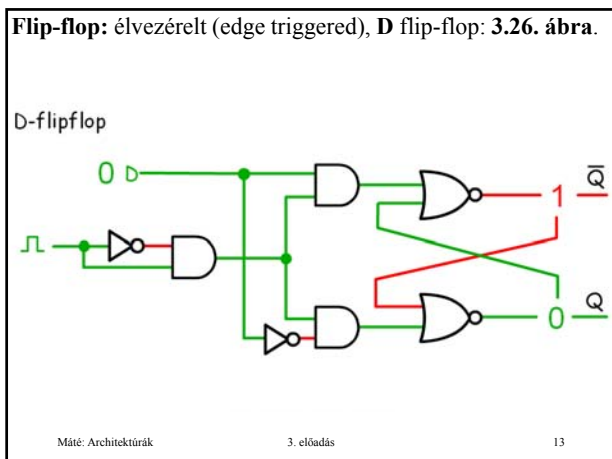 Flip-flop: élvezérelt (edge triggered), D flip-flop: 3.26. ábra.
D-flipflop
0 D
Q̅
1
Q
0
Máté: Architektúrák 3. előadás 13